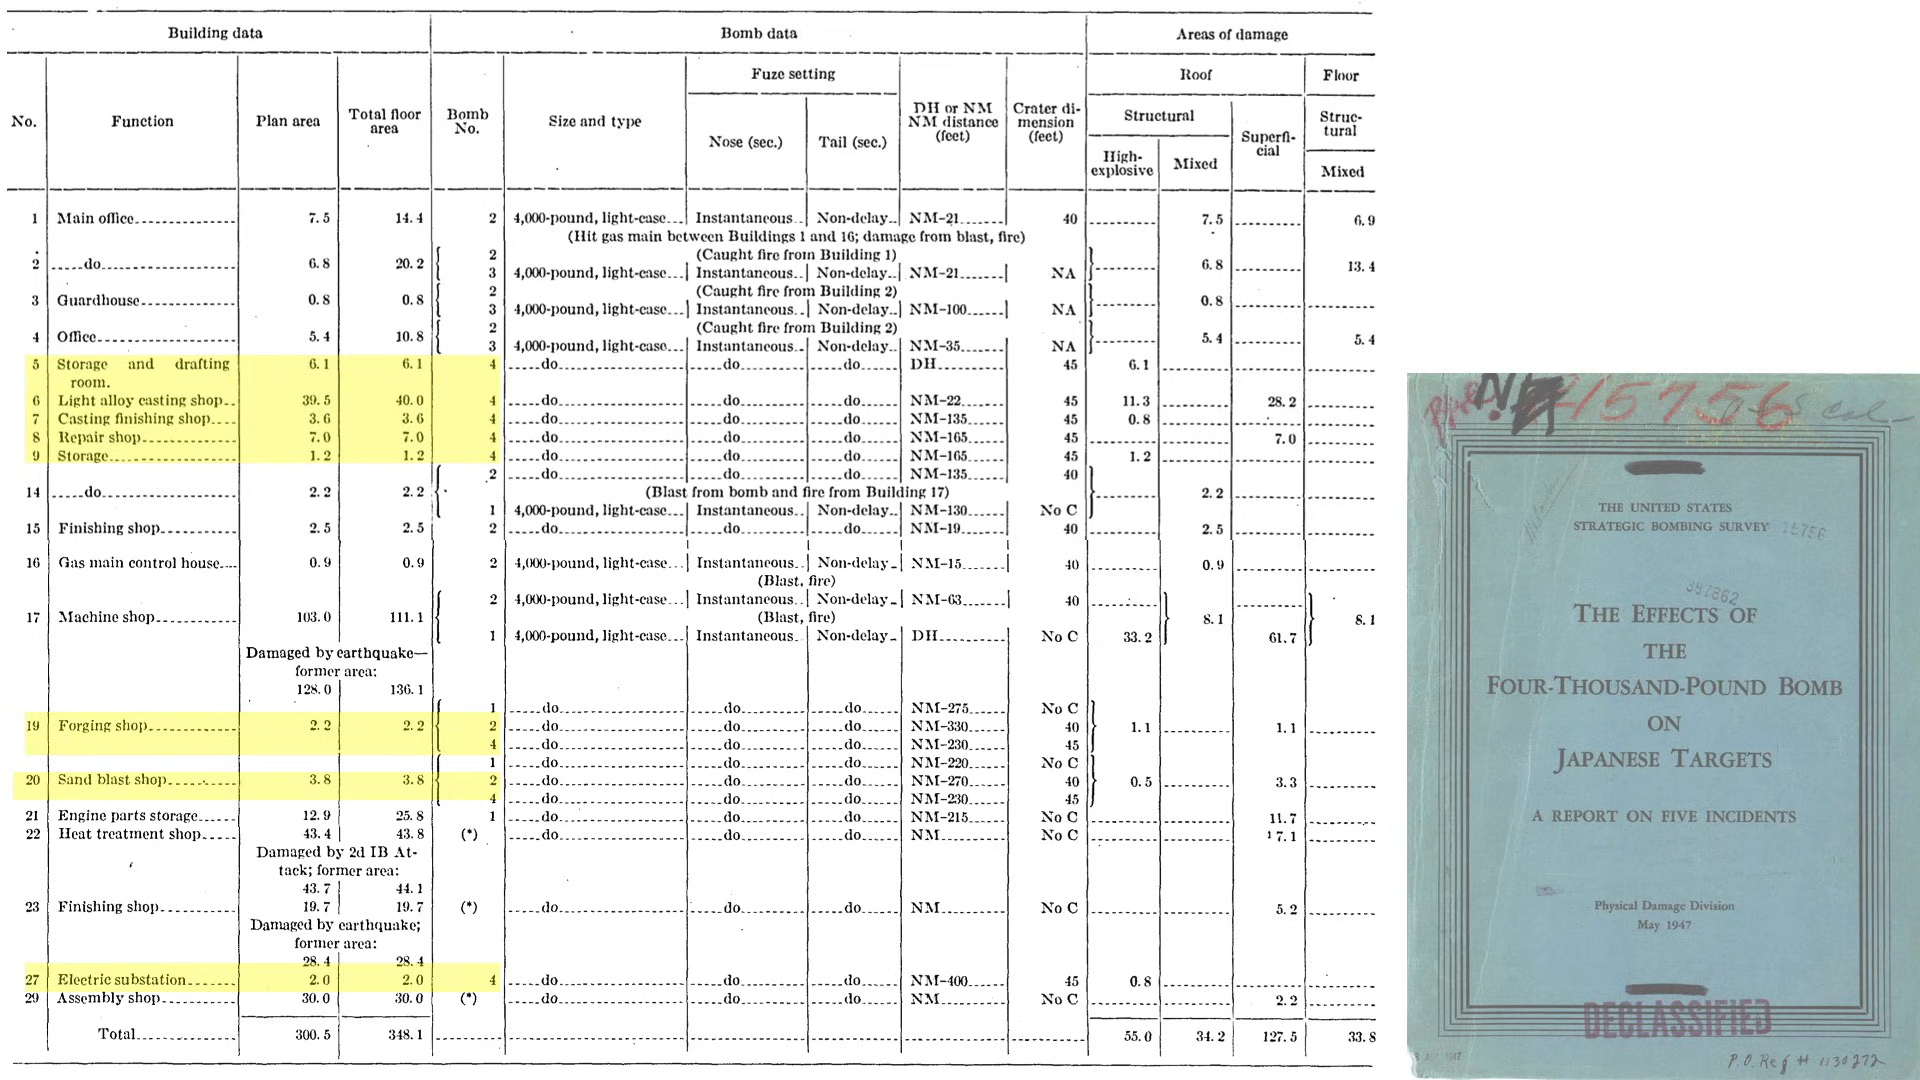 Building data Bomb data Areas of damage
Fuze setting Roof Floor
No. Function Plan area Total floor area Bomb No. Size and type Nose (sec.) Tail (sec.) DH or NM NM distance (feet) Crater di-mension (feet) Structural High-explosive Mixed Superfi-cial Struc-tural Mixed
1 Main office 7.5 14.4 2 4,000-pound, light-case Instantaneous Non-delay NM-21 40 7.5 6.9
(Hit gas main between Buildings 1 and 16; damage from blast, fire)
2 do 6.8 20.2 2 (Caught fire from Building 1) 6.8 13.4
3 4,000-pound, light-case Instantaneous Non-delay NM-21 NA
3 Guardhouse 0.8 0.8 2 (Caught fire from Building 2) 0.8
3 4,000-pound, light-case Instantaneous Non-delay NM-100 NA
4 Office 5.4 10.8 2 (Caught fire from Building 2) 5.4 5.4
3 4,000-pound, light-case Instantaneous Non-delay NM-35 NA
5 Storage and drafting 6.1 6.1 4 do do do DH 45 6.1
room.
6 Light alloy casting shop 39.5 40.0 4 do do do NM-22 45 11.3 28.2
7 Casting finishing shop 3.6 3.6 4 do do do NM-135 45 0.8
8 Repair shop 7.0 7.0 4 do do do NM-165 45 7.0
9 Storage 1.2 1.2 4 do do do NM-165 45 1.2
2 do do do NM-135 40
14 do 2.2 2.2 (Blast from bomb and fire from Building 17) 2.2
1 4,000-pound, light-case Instantaneous Non-delay NM-130 No C
15 Finishing shop 2.5 2.5 2 do do do NM-19 40 2.5
16 Gas main control house 0.9 0.9 2 4,000-pound, light-case Instantaneous Non-delay NM-15 40 0.9
(Blast, fire)
2 4,000-pound, light-case Instantaneous Non-delay NM-63 40
17 Machine shop 103.0 111.1 (Blast, fire) 8.1 8.1
1 4,000-pound, light-case Instantaneous Non-delay DH No C 33.2 61.7
Damaged by earthquake—
former area:
128.0 136.1
1 do do do NM-275 No C
19 Forging shop 2.2 2.2 2 do do do NM-330 40 1.1 1.1
4 do do do NM-230 45
1 do do do NM-220 No C
20 Sand blast shop 3.8 3.8 2 do do do NM-270 40 0.5 3.3
4 do do do NM-230 45
21 Engine parts storage 12.9 25.8 1 do do do NM-215 No C 11.7
22 Heat treatment shop 43.4 43.8 (*) do do do NM No C ¹7.1
Damaged by 2d IB At-
tack; former area:
43.7 44.1
23 Finishing shop 19.7 19.7 (*) do do do NM No C 5.2
Damaged by earthquake;
former area:
28.4 28.4
27 Electric substation 2.0 2.0 4 do do do NM-400 45 0.8
29 Assembly shop 30.0 30.0 (*) do do do NM No C 2.2
Total 300.5 348.1 55.0 34.2 127.5 33.8
15756
THE UNITED STATES
STRATEGIC BOMBING SURVEY
15756
387862
THE EFFECTS OF
THE
FOUR-THOUSAND-POUND BOMB
ON
JAPANESE TARGETS
A REPORT ON FIVE INCIDENTS
Physical Damage Division
May 1947
DECLASSIFIED
P.O. Reg # 1130272